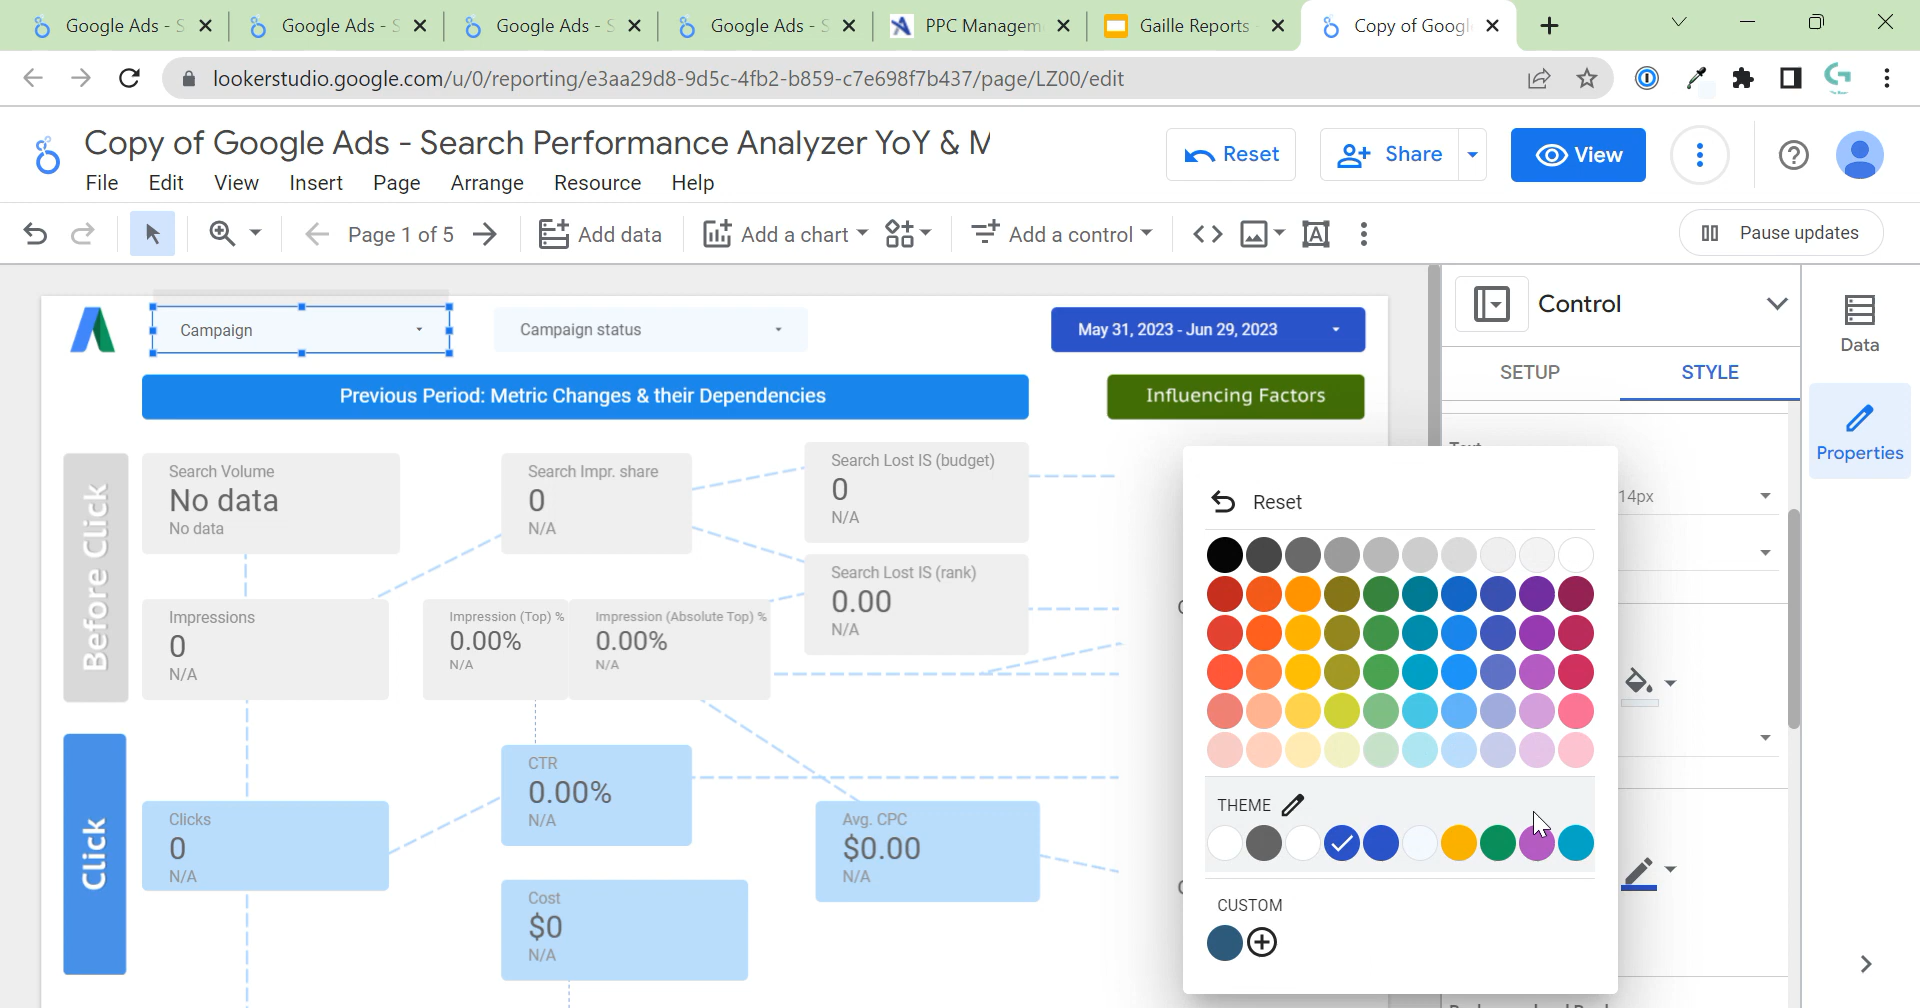 Google Ads - S
Google Ads - S
Google Ads - S
Google Ads - S
PPC Managem
Gaille Reports
Copy of Googl
lookerstudio.google.com/u/0/reporting/e3aa29d8-9d5c-4fb2-b859-c7e698f7b437/page/LZ00/edit
Copy of Google Ads - Search Performance Analyzer YoY & M
Reset
Share
View
File Edit View Insert Page Arrange Resource Help
Page 1 of 5
Add data
Add a chart
Add a control
Pause updates
Campaign
Campaign status
May 31, 2023 - Jun 29, 2023
Previous Period: Metric Changes & their Dependencies
Influencing Factors
Before Click
Search Volume
No data
No data
Search Impr. share
0
N/A
Search Lost IS (budget)
0
N/A
Search Lost IS (rank)
0.00
N/A
Impressions
0
N/A
Impression (Top) %
0.00%
N/A
Impression (Absolute Top) %
0.00%
N/A
Click
CTR
0.00%
N/A
Clicks
0
N/A
Avg. CPC
$0.00
N/A
Cost
$0
N/A
Control
SETUP
STYLE
14px
Reset
THEME
CUSTOM
Data
Properties